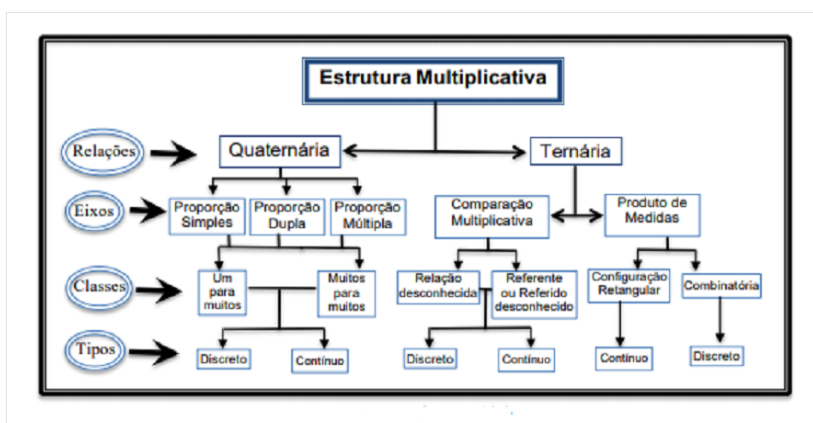 Estrutura Multiplicativa
Relações
Quaternária
Ternária
Eixos
Proporção
Simples
Proporção
Dupla
Proporção
Múltipla
Comparação
Multiplicativa
Produto de
Medidas
Classes
Um
para
muitos
Muitos
para
muitos
Relação
desconhecida
Referente
ou Referido
desconhecido
Configuração
Retangular
Combinatória
Tipos
Discreto
Contínuo
Discreto
Contínuo
Contínuo
Discreto